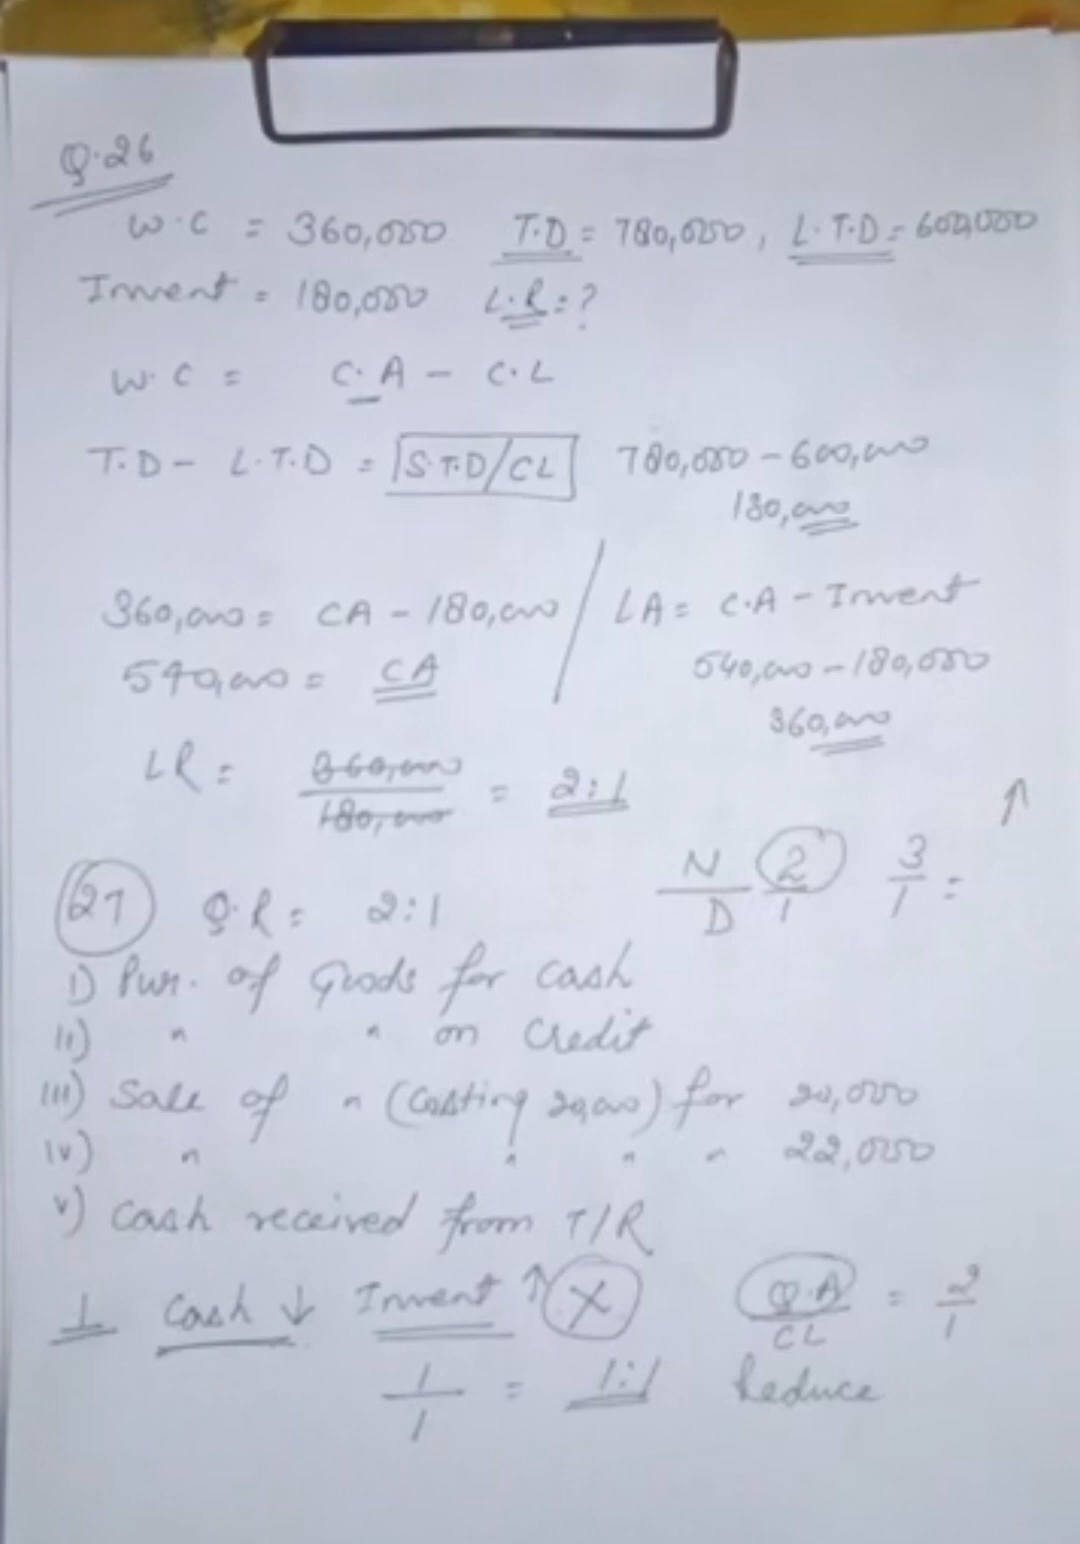 Q.26
W.C = 360,000 T.D = 780,000, L.T.D = 600,000
Invent = 180,000 L.R = ?
W.C = C.A - C.L
T.D - L.T.D = S.T.D/CL 780,000 - 600,000
180,000
360,000 = CA - 180,000 / LA = C.A - Invent
540,000 = CA 540,000 - 180,000
360,000
LR = 360,000/180,000 = 2:1
↑
27 Q.R = 2:1 N/D 2/1 3/1 =
i) Pur. of Goods for cash
ii) " " on Credit
iii) Sale of " (Costing 20,000) for 20,000
iv) " " " " 22,000
v) Cash received from T/R
I Cash ↓ Invent ↑ X Q.A/CL = 2/1
1/1 = 1:1 Reduce